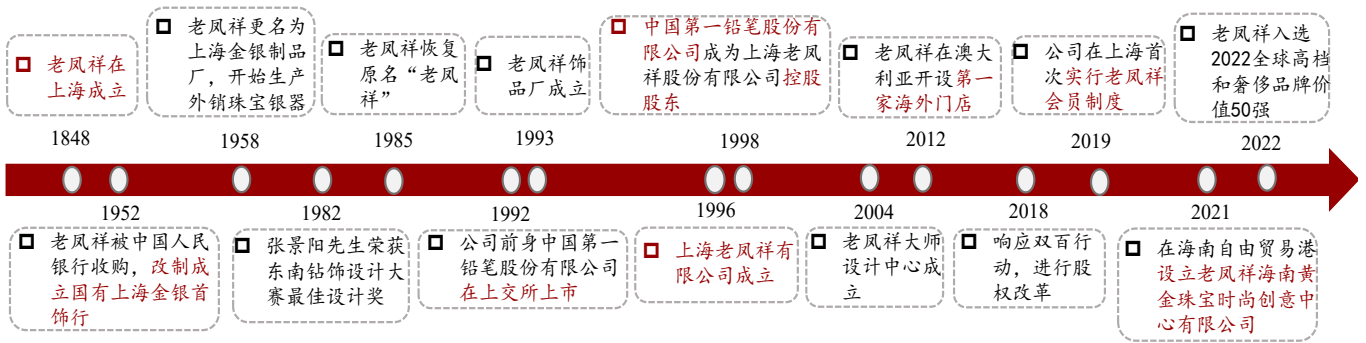 老凤祥在
上海成立
老凤祥更名为
上海金银制品
厂，开始生产
外销珠宝银器
老凤祥恢复
原名“老凤
祥”
老凤祥饰
品厂成立
中国第一铅笔股份有
限公司成为上海老凤
祥股份有限公司控股
股东
老凤祥在澳大
利亚开设第一
家海外门店
公司在上海首
次实行老凤祥
会员制度
老凤祥入选
2022全球高档
和奢侈品牌价
值50强
1848
1958
1985
1993
1998
2012
2019
2022
1952
1982
1992
1996
2004
2018
2021
老凤祥被中国人民
银行收购，改制成
立国有上海金银首
饰行
张景阳先生荣获
东南钻饰设计大
赛最佳设计奖
公司前身中国第一
铅笔股份有限公司
在上交所上市
上海老凤祥有
限公司成立
老凤祥大师
设计中心成
立
响应双百行
动，进行股
权改革
在海南自由贸易港
设立老凤祥海南黄
金珠宝时尚创意中
心有限公司